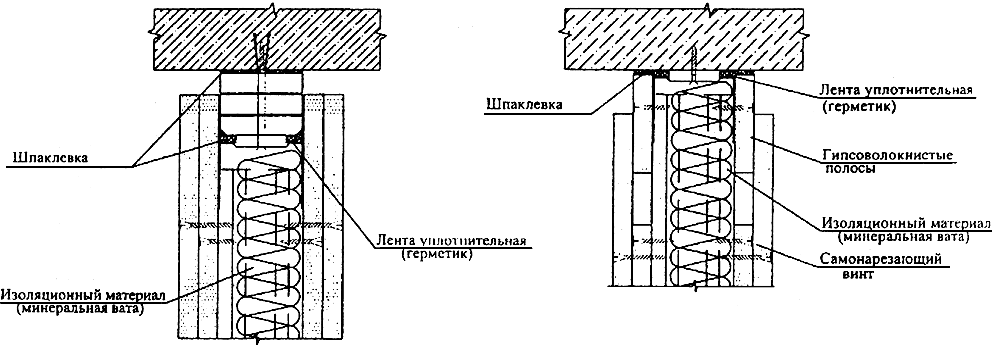 Шпаклевка
Лента уплотнительная
(герметик)
Изоляционный материал
(минеральная вата)
Шпаклевка
Лента уплотнительная
(герметик)
Гипсоволокнистые
полосы
Изоляционный материал
(минеральная вата)
Самонарезающий
винт